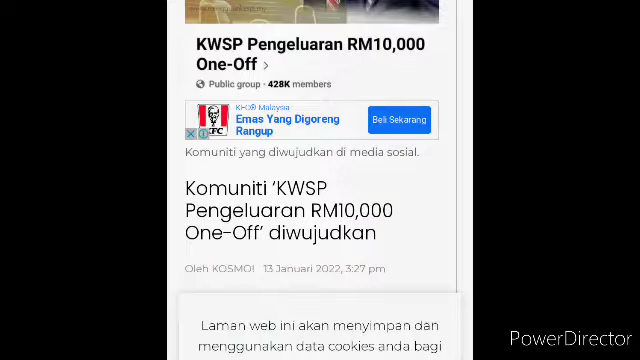 KWSP Pengeluaran RM10,000
One-Off >
Public group · 428K members
KFC® Malaysia
Emas Yang Digoreng
Rangup
Beli Sekarang
KFC
Komuniti yang diwujudkan di media sosial.
Komuniti ‘KWSP
Pengeluaran RM10,000
One-Off’ diwujudkan
Oleh KOSMO! 13 Januari 2022, 3:27 pm
Laman web ini akan menyimpan dan
menggunakan data cookies anda bagi
PowerDirector